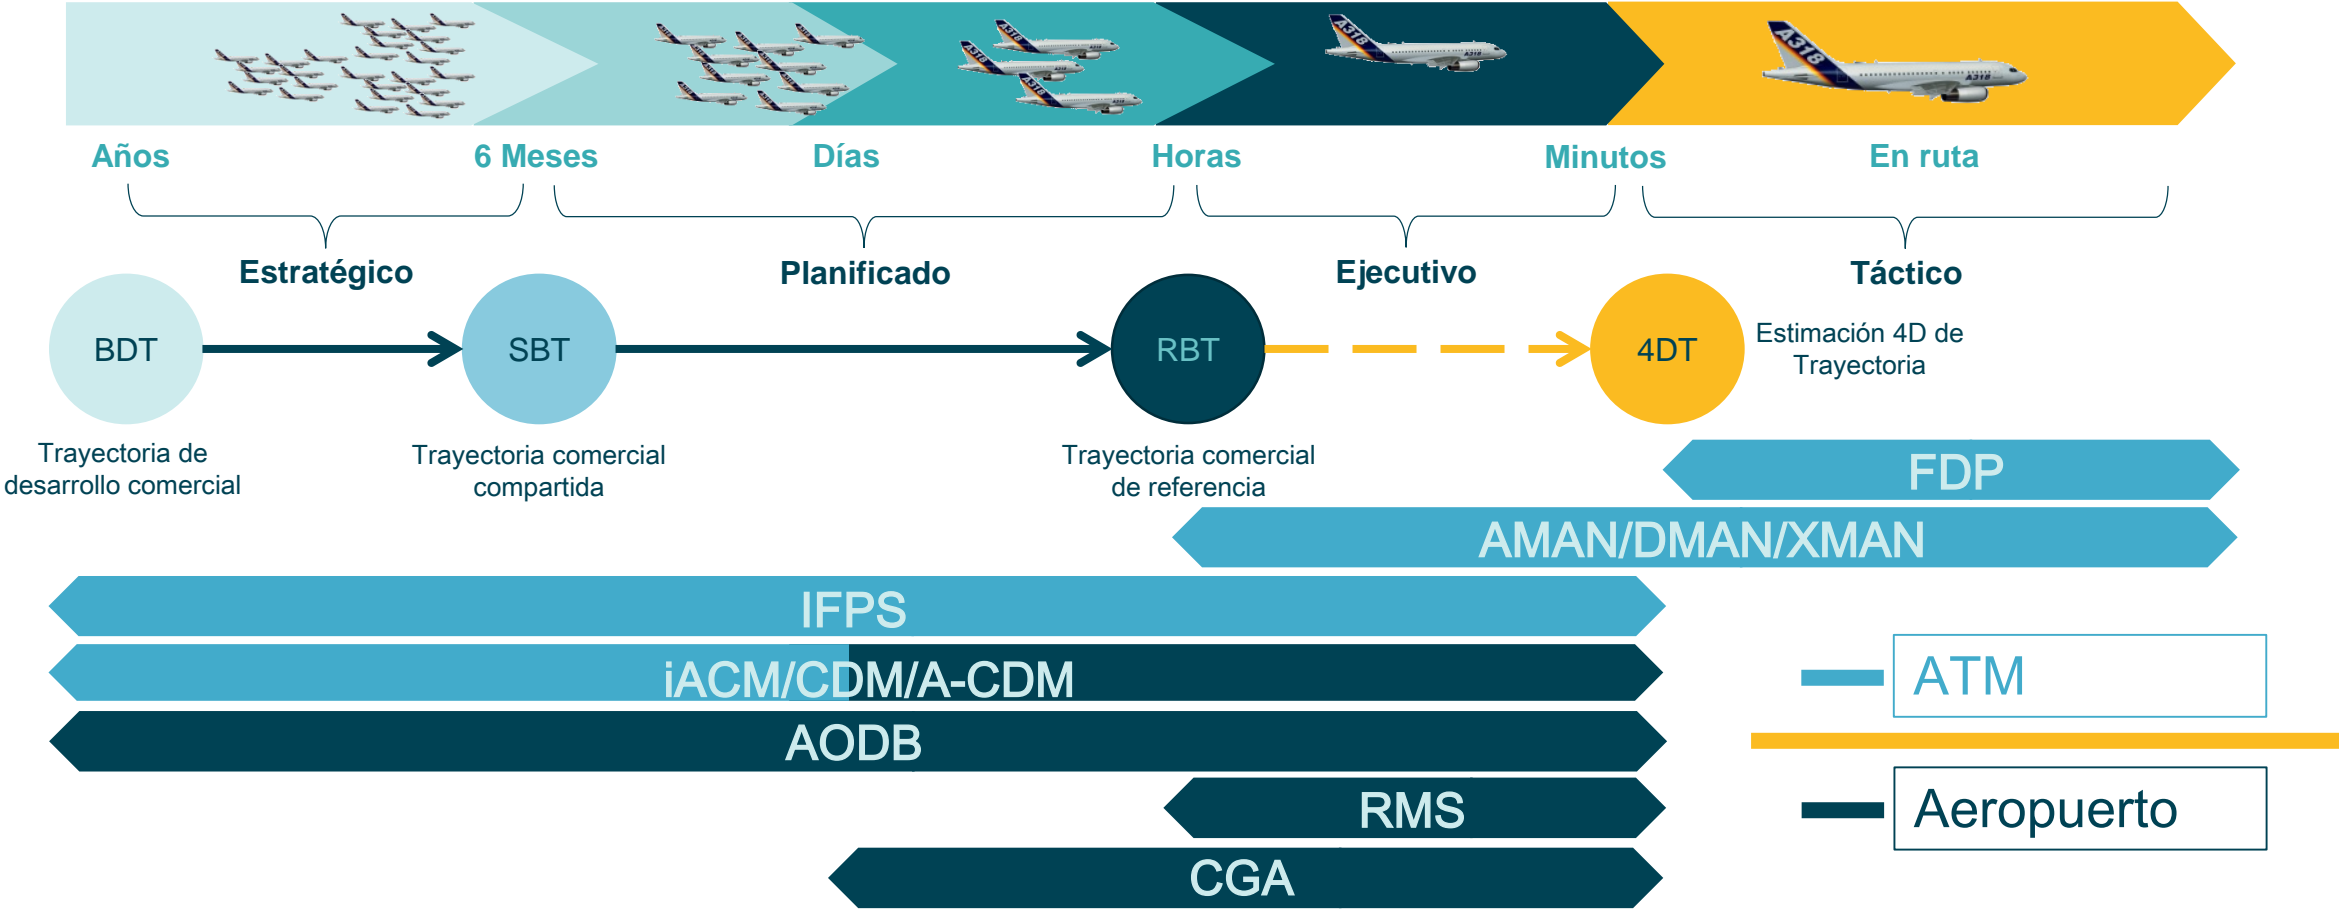 Años
6 Meses
Días
Horas
Minutos
En ruta
Estratégico
Planificado
Ejecutivo
Táctico
BDT
SBT
RBT
4DT
Estimación 4D de
Trayectoria
Trayectoria de
desarrollo comercial
Trayectoria comercial
compartida
Trayectoria comercial
de referencia
FDP
AMAN/DMAN/XMAN
IFPS
iACM/CDM/A-CDM
AODB
RMS
CGA
ATM
Aeropuerto
A318
A318